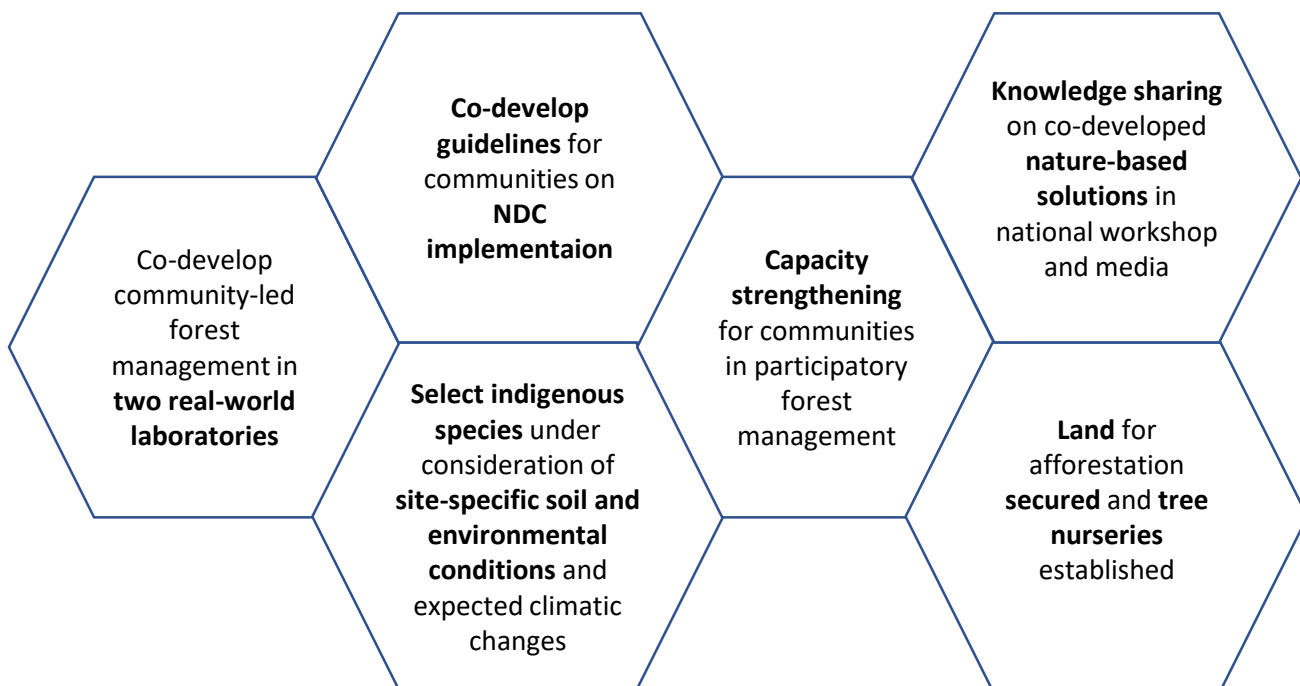 Co-develop
community-led
forest
management in
two real-world
laboratories
Co-develop
guidelines for
communities on
NDC
implementaion
Select indigenous
species under
consideration of
site-specific soil and
environmental
conditions and
expected climatic
changes
Capacity
strengthening
for communities
in participatory
forest
management
Knowledge sharing
on co-developed
nature-based
solutions in
national workshop
and media
Land for
afforestation
secured and tree
nurseries
established